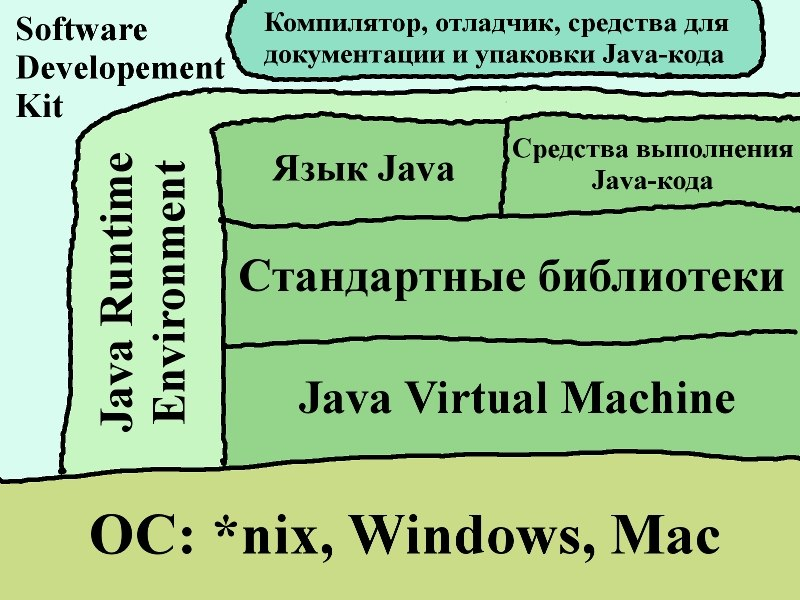 Software
Developement
Kit
Компилятор, отладчик, средства для
документации и упаковки Java-кода
Java Runtime
Environment
Язык Java
Средства выполнения
Java-кода
Стандартные библиотеки
Java Virtual Machine
ОС: *nix, Windows, Mac